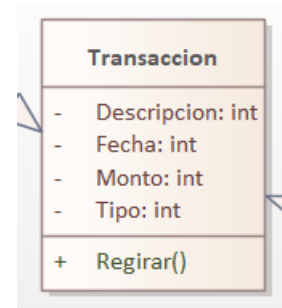 Transaccion
- Descripcion: int
- Fecha: int
- Monto: int
- Tipo: int
+ Regirar()